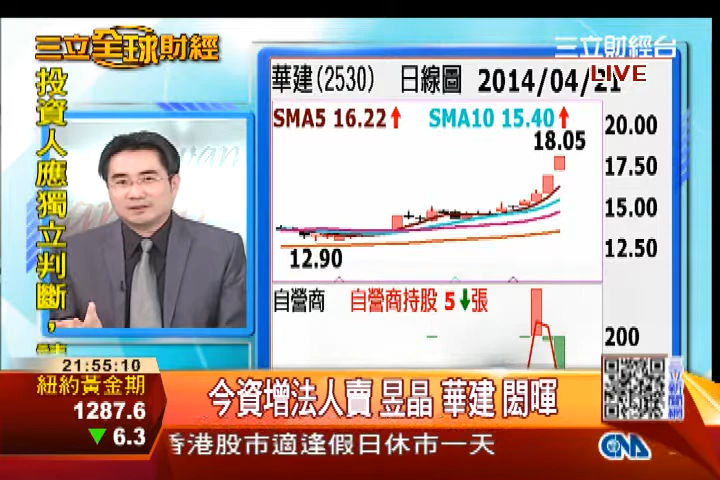 三立全球財經
三立財經台
LIVE
投資人應獨立判斷，
華建(2530) 日線圖 2014/04/21
SMA5 16.22↑ SMA10 15.40↑
18.05
20.00
17.50
15.00
12.50
12.90
自營商 自營商持股 5↓張
200
21:55:10
紐約黃金期
1287.6
▼ 6.3
今資增法人賣 昱晶 華建 閎暉
香港股市適逢假日休市一天
CNA